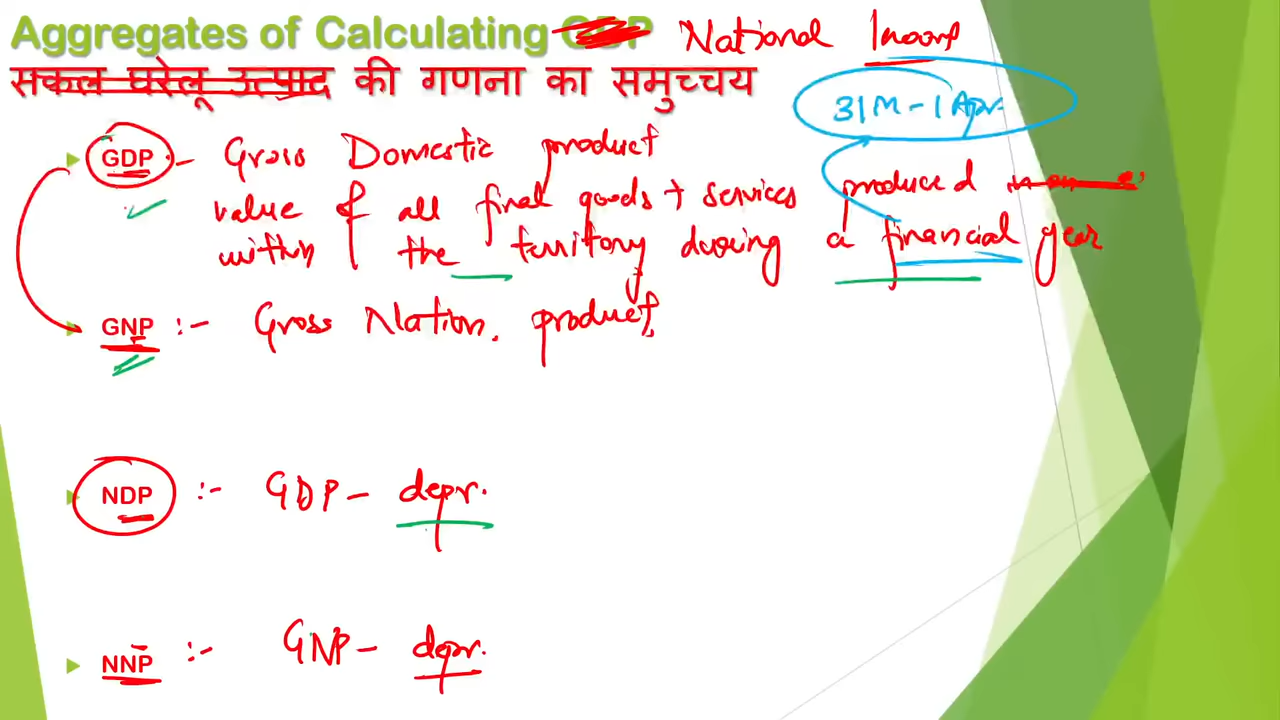 Aggregates of Calculating GDP National Income
सकल घरेलू उत्पाद की गणना का समुच्चय
31M - 1 Apr.
GDP - Gross Domestic product
value of all final goods + services produced
within the territory during a financial year
GNP :- Gross Nation. product
NDP :- GDP - depr.
NNP :- GNP - depr.